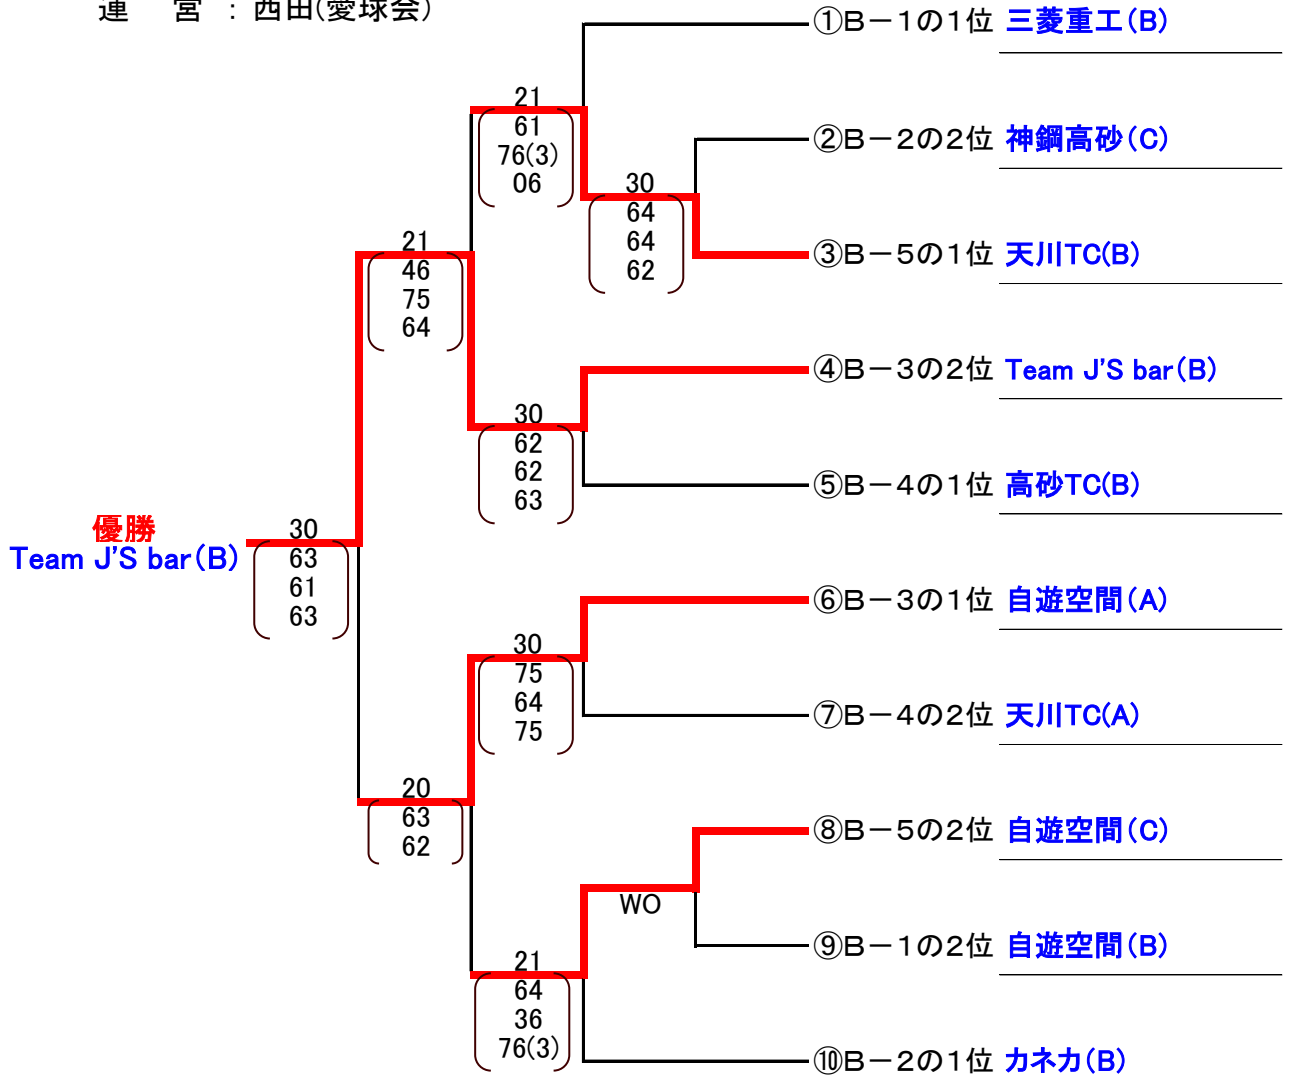 運　営 : 西田(愛球会)
①B－1の1位 三菱重工(B)
21
61
76(3)
06
②B－2の2位 神鋼高砂(C)
30
64
64
62
③B－5の1位 天川TC(B)
21
46
75
64
④B－3の2位 Team J'S bar(B)
30
62
62
63
⑤B－4の1位 高砂TC(B)
優勝
Team J'S bar(B)
30
63
61
63
⑥B－3の1位 自遊空間(A)
30
75
64
75
⑦B－4の2位 天川TC(A)
20
63
62
⑧B－5の2位 自遊空間(C)
WO
⑨B－1の2位 自遊空間(B)
21
64
36
76(3)
⑩B－2の1位 カネカ(B)